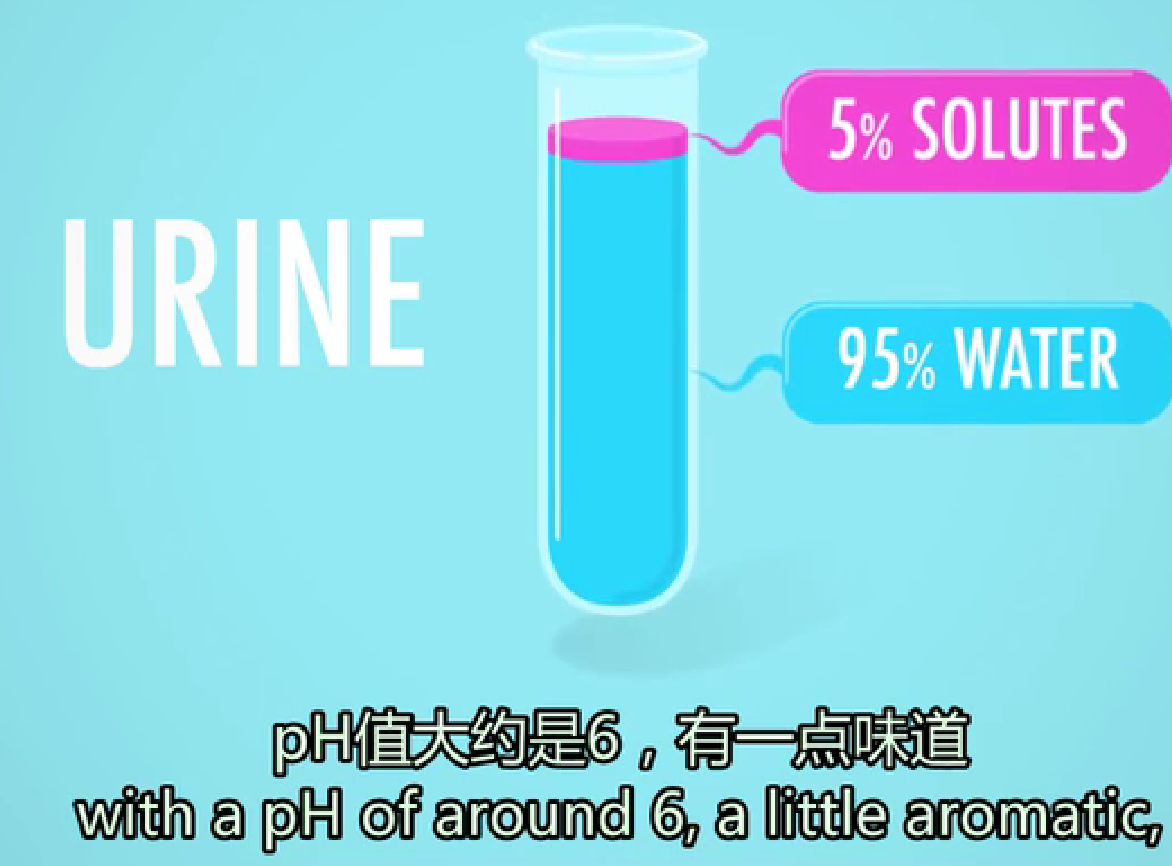 5% SOLUTES
URINE
95% WATER
pH值大约是6，有一点味道
with a pH of around 6, a little aromatic,